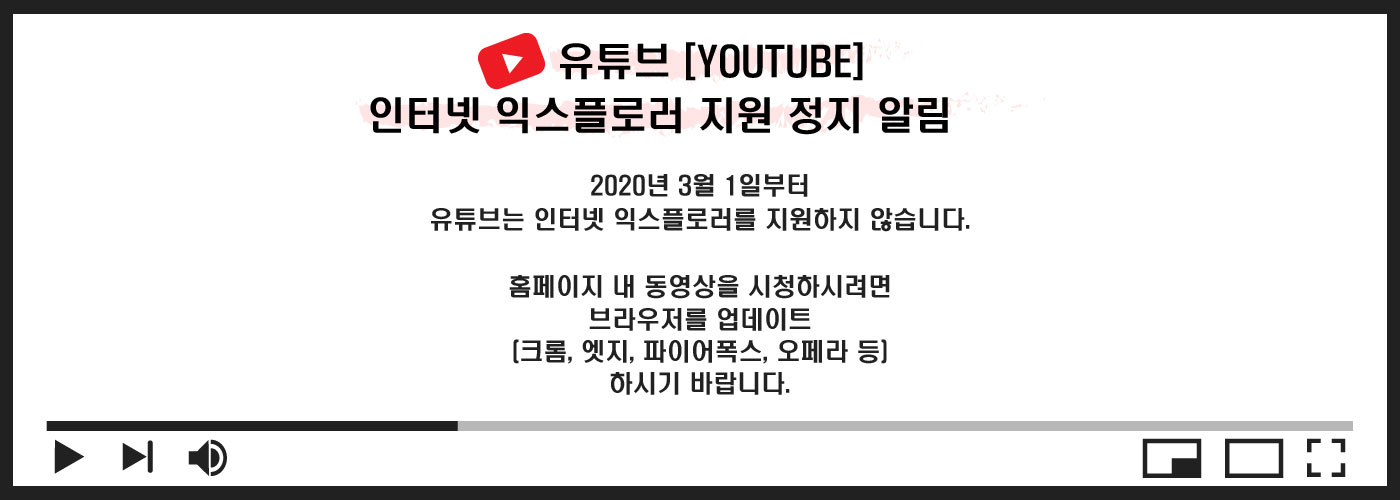 유튜브 [YOUTUBE]
인터넷 익스플로러 지원 정지 알림
2020년 3월 1일부터
유튜브는 인터넷 익스플로러를 지원하지 않습니다.
홈페이지 내 동영상을 시청하시려면
브라우저를 업데이트
(크롬, 엣지, 파이어폭스, 오페라 등)
하시기 바랍니다.